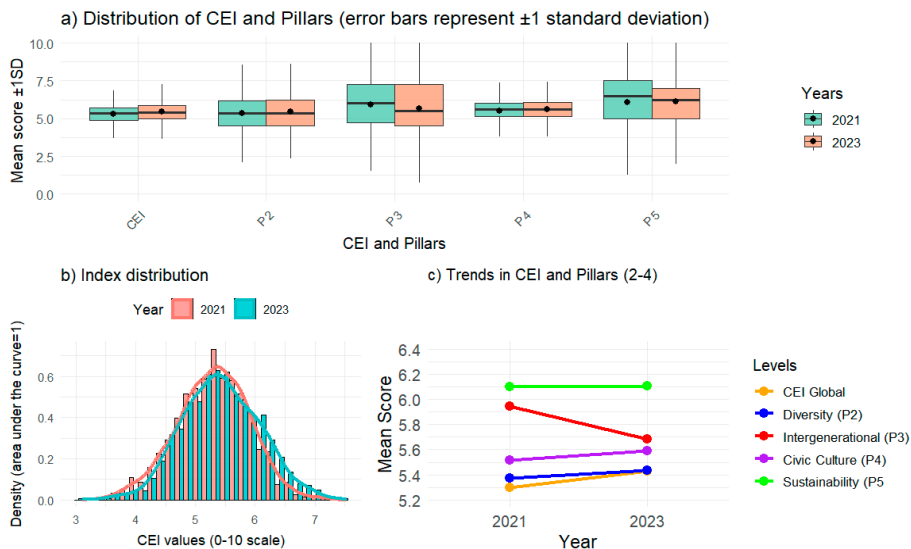 a) Distribution of CEI and Pillars (error bars represent ±1 standard deviation)
Mean score ±1SD
10.0
7.5
5.0
2.5
0.0
CEI
P2
P3
P4
P5
CEI and Pillars
Years
2021
2023
b) Index distribution
Year 2021 2023
Density (area under the curve=1)
0.6
0.4
0.2
0.0
3 4 5 6 7
CEI values (0-10 scale)
c) Trends in CEI and Pillars (2-4)
Mean Score
6.4
6.2
6.0
5.8
5.6
5.4
5.2
2021 2023
Year
Levels
CEI Global
Diversity (P2)
Intergenerational (P3)
Civic Culture (P4)
Sustainability (P5